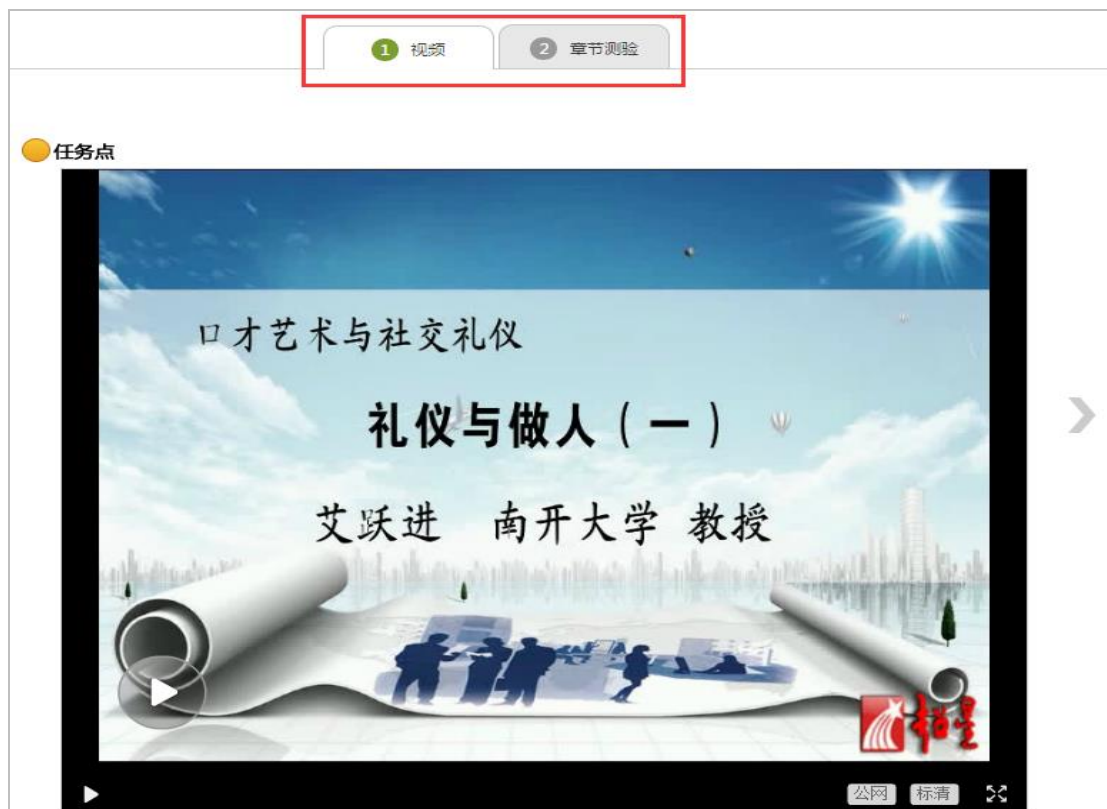 1 视频
2 章节测验
任务点
口才艺术与社交礼仪
礼仪与做人（一）
艾跃进 南开大学 教授
超星
公网 标清